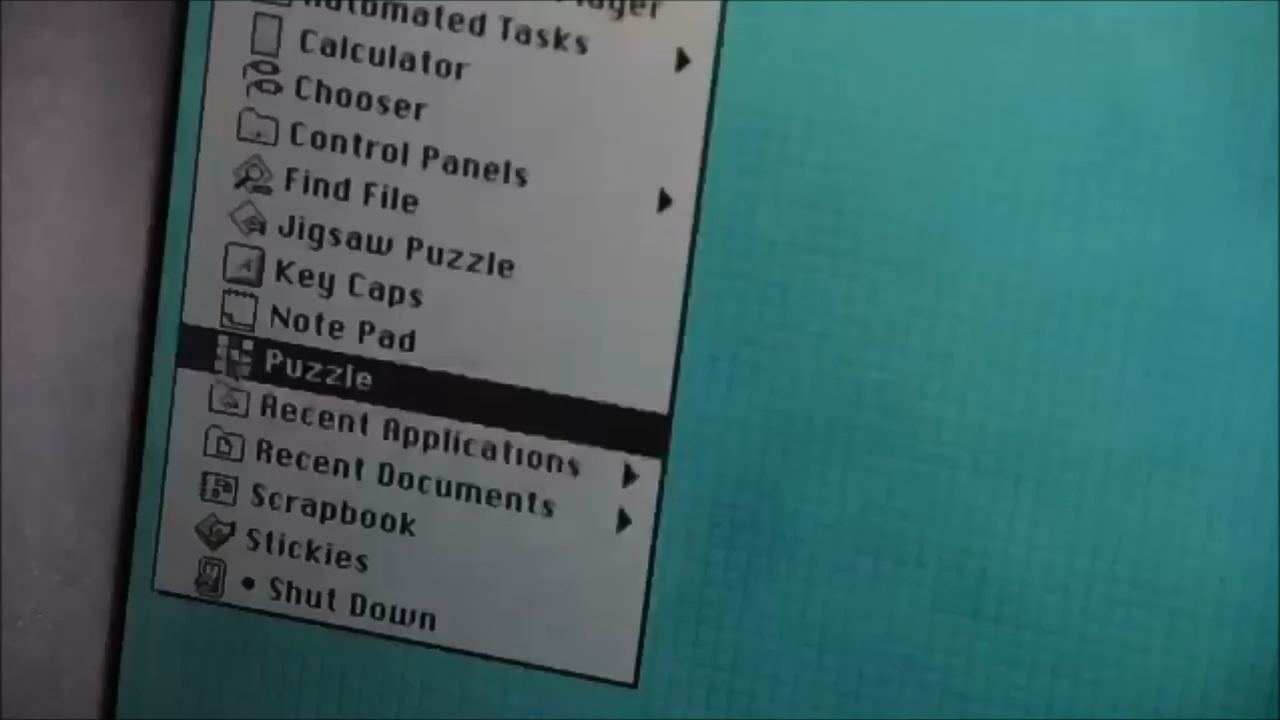 Automated Tasks
Calculator
Chooser
Control Panels
Find File
Jigsaw Puzzle
Key Caps
Note Pad
Puzzle
Recent Applications
Recent Documents
Scrapbook
Stickies
• Shut Down